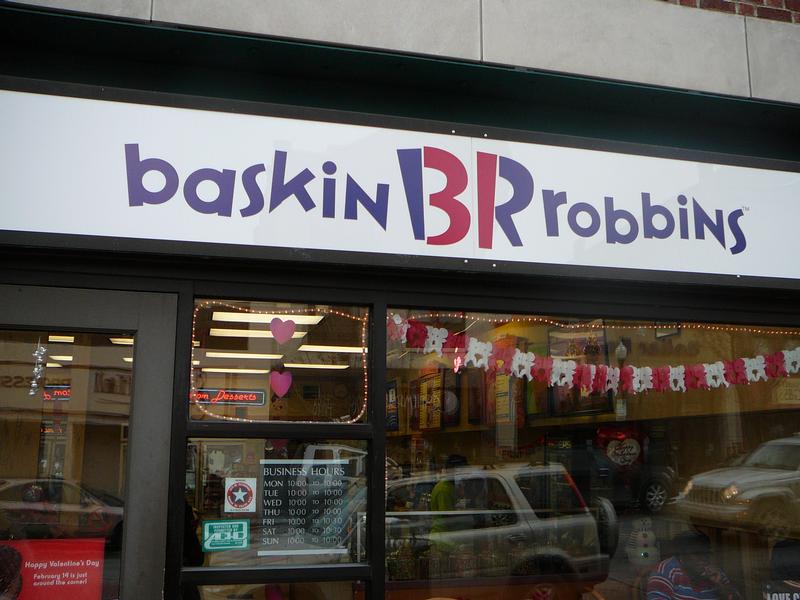 baskin BR robbins™
om Desserts
BUSINESS HOURS
MON 10:00 TO 10:00
TUE 10:00 TO 10:00
WED 10:00 TO 10:00
THU 10:00 TO 10:00
FRI 10:00 TO 10:00
SAT 10:00 TO 10:00
SUN 10:00 TO 10:00
Happy Valentine's Day
February 14 is just
around the corner!
LOVE